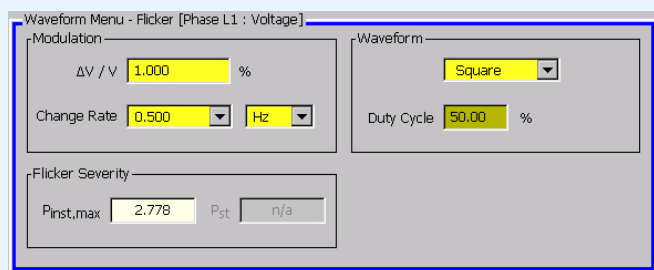 Waveform Menu - Flicker [Phase L1 : Voltage]
Modulation
ΔV / V 1.000 %
Change Rate 0.500 Hz
Waveform
Square
Duty Cycle 50.00 %
Flicker Severity
Pinst,max 2.778 Pst n/a